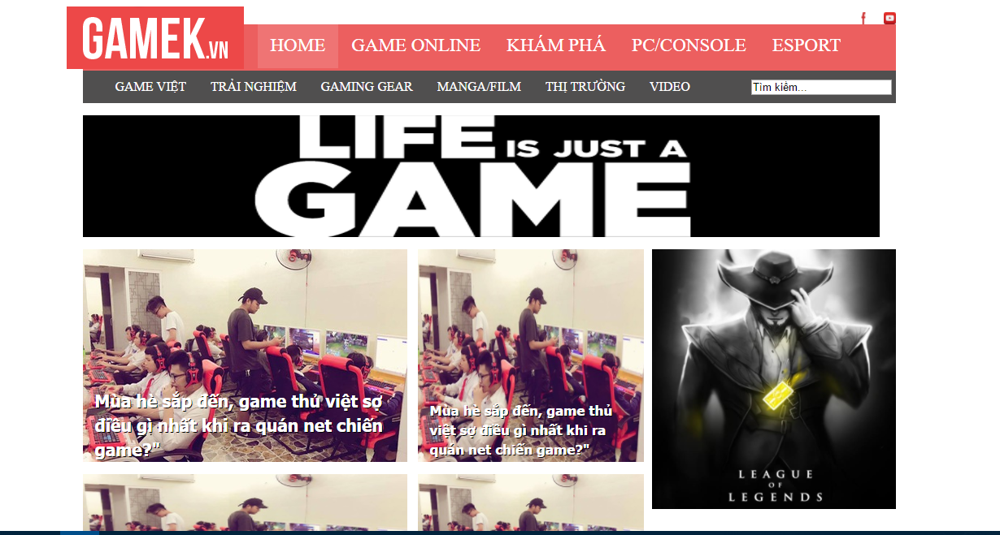 GAMEK.VN
HOME GAME ONLINE KHÁM PHÁ PC/CONSOLE ESPORT
GAME VIỆT TRẢI NGHIỆM GAMING GEAR MANGA/FILM THỊ TRƯỜNG VIDEO Tìm kiếm...
LIFE IS JUST A
GAME
Mùa hè sắp đến, game thử việt sợ
điều gì nhất khi ra quán net chiến
game?"
Mùa hè sắp đến, game thủ
việt sợ điều gì nhất khi ra
quán net chiến game?"
LEAGUE
OF
LEGENDS